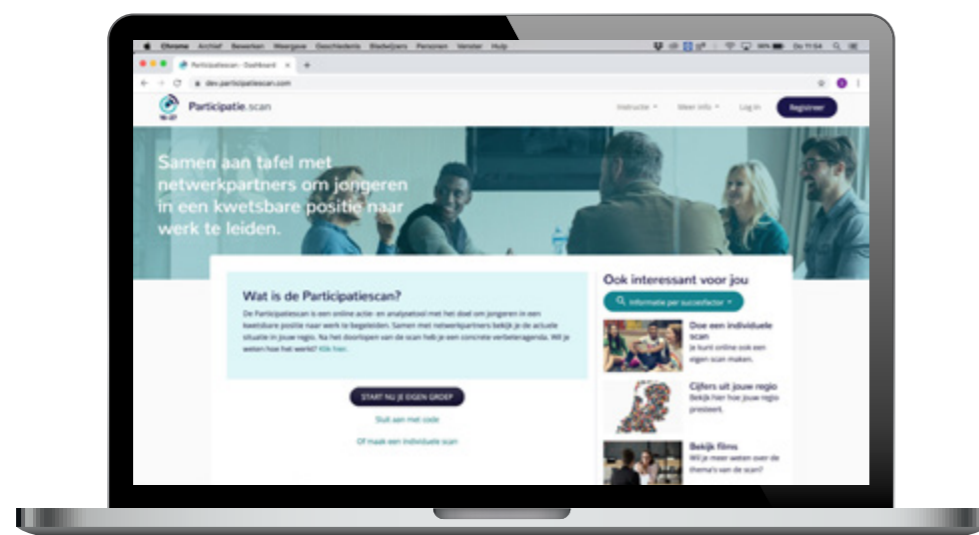 Chrome Archief Bewerken Weergave Geschiedenis Bladwijzers Personen Venster Help
Do 11:54
Participatiescan - Dashboard
dev.participatiescan.com
Participatie.scan
16-27
Instructie
Meer info
Log in
Registreer
Samen aan tafel met
netwerkpartners om jongeren
in een kwetsbare positie naar
werk te leiden.
Wat is de Participatiescan?
De Participatiescan is een online actie- en analysetool met het doel om jongeren in een
kwetsbare positie naar werk te begeleiden. Samen met netwerkpartners bekijk je de actuele
situatie in jouw regio. Na het doorlopen van de scan heb je een concrete verbeteragenda. Wil je
weten hoe het werkt? Klik hier.
START NU JE EIGEN GROEP
Sluit aan met code
Of maak een individuele scan
Ook interessant voor jou
Informatie per succesfactor
Doe een individuele
scan
Je kunt online ook een
eigen scan maken.
Cijfers uit jouw regio
Bekijk hier hoe jouw regio
presteert.
Bekijk films
Wil je meer weten over de
thema's van de scan?